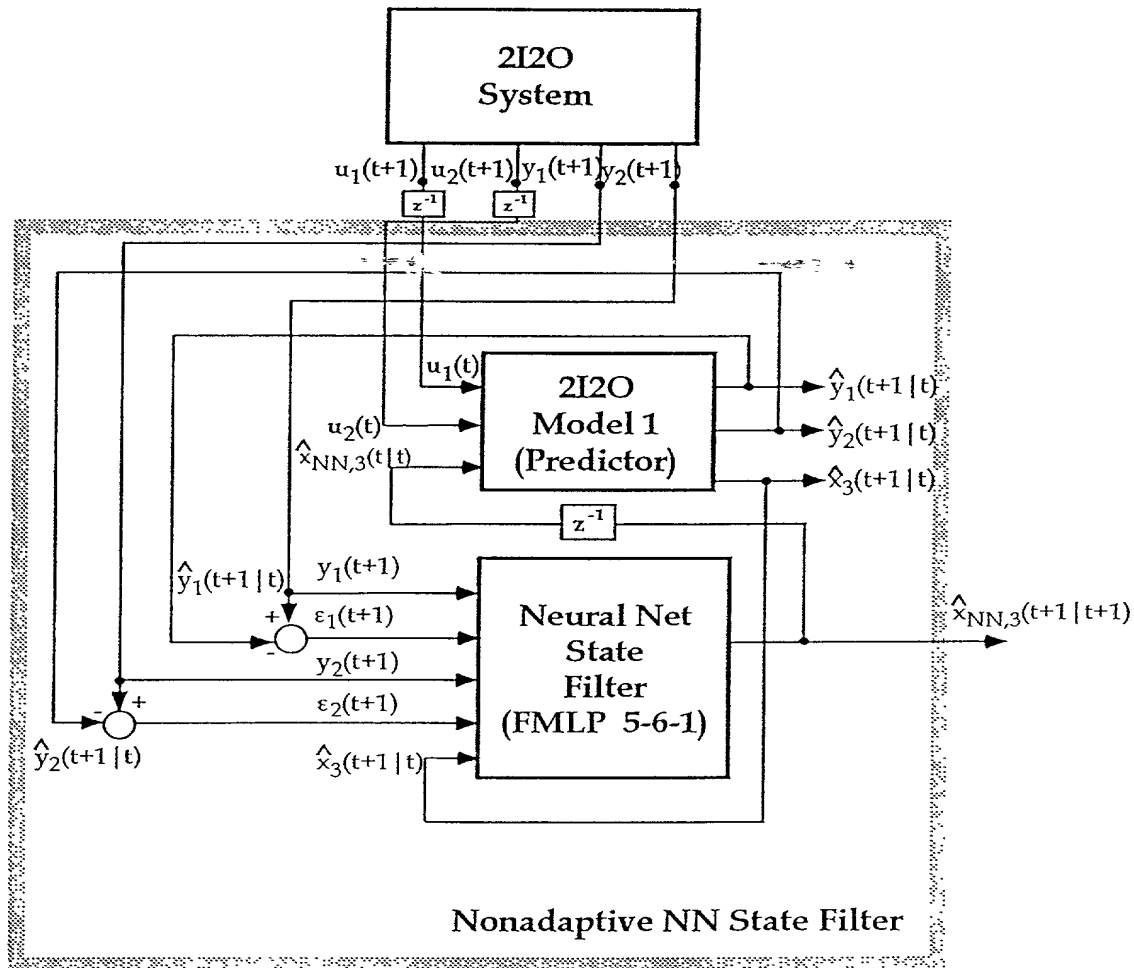 2I2O
System
u₁(t+1) u₂(t+1) y₁(t+1) y₂(t+1)
z⁻¹ z⁻¹
u₁(t)
u₂(t)
x̂NN,3(t|t)
2I2O
Model 1
(Predictor)
ŷ₁(t+1|t)
ŷ₂(t+1|t)
x̂₃(t+1|t)
z⁻¹
ŷ₁(t+1|t)
y₁(t+1)
+
-
ε₁(t+1)
y₂(t+1)
- +
ε₂(t+1)
ŷ₂(t+1|t)
x̂₃(t+1|t)
Neural Net
State
Filter
(FMLP 5-6-1)
x̂NN,3(t+1|t+1)
Nonadaptive NN State Filter